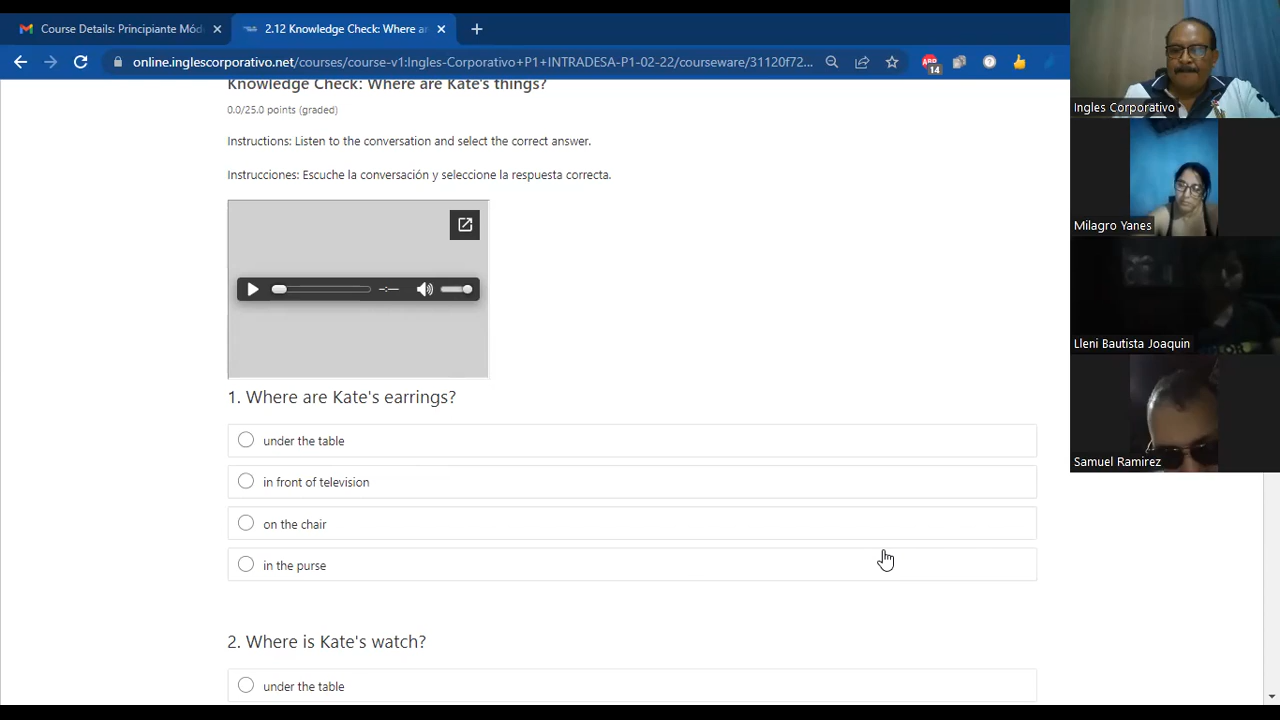 Course Details: Principiante Mód
2.12 Knowledge Check: Where ar
online.inglescorporativo.net/courses/course-v1:Ingles-Corporativo+P1+INTRADESA-P1-02-22/courseware/31120f72...
14
Knowledge Check: Where are Kate's things?
0.0/25.0 points (graded)
Instructions: Listen to the conversation and select the correct answer.
Instrucciones: Escuche la conversación y seleccione la respuesta correcta.
-:--
1. Where are Kate's earrings?
under the table
in front of television
on the chair
in the purse
2. Where is Kate's watch?
under the table
Ingles Corporativo
Milagro Yanes
Lleni Bautista Joaquin
Samuel Ramirez